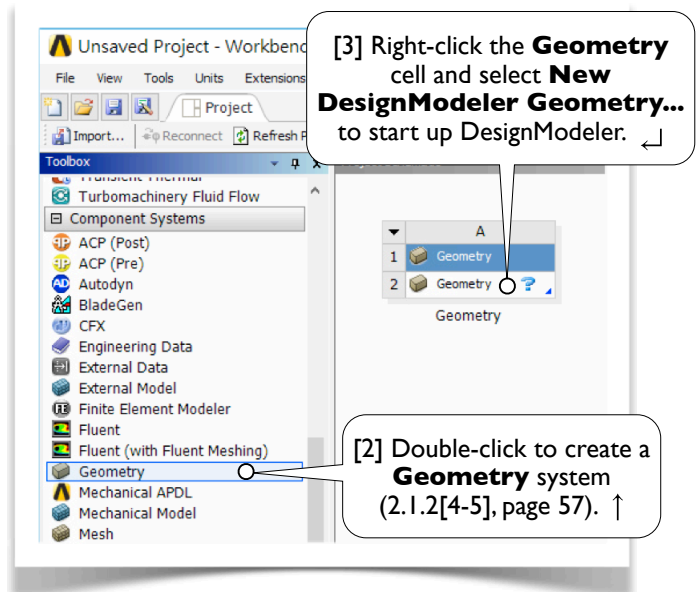 Unsaved Project - Workbenc
[3] Right-click the Geometry
cell and select New
DesignModeler Geometry...
to start up DesignModeler. ↵
File View Tools Units Extensions
Project
Import... Reconnect Refresh P
Toolbox
Transient Thermal
Turbomachinery Fluid Flow
Component Systems
ACP (Post)
ACP (Pre)
Autodyn
BladeGen
CFX
Engineering Data
External Data
External Model
Finite Element Modeler
Fluent
Fluent (with Fluent Meshing)
Geometry
Mechanical APDL
Mechanical Model
Mesh
A
1 Geometry
2 Geometry ?
Geometry
[2] Double-click to create a
Geometry system
(2.1.2[4-5], page 57). ↑